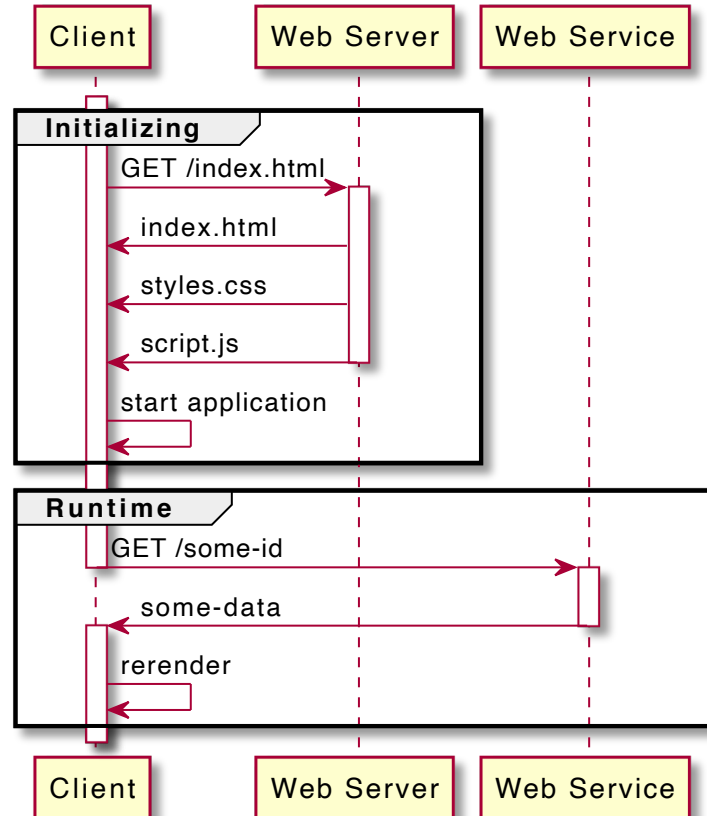 Client
Web Server
Web Service
Initializing
GET /index.html
index.html
styles.css
script.js
start application
Runtime
GET /some-id
some-data
rerender
Client
Web Server
Web Service